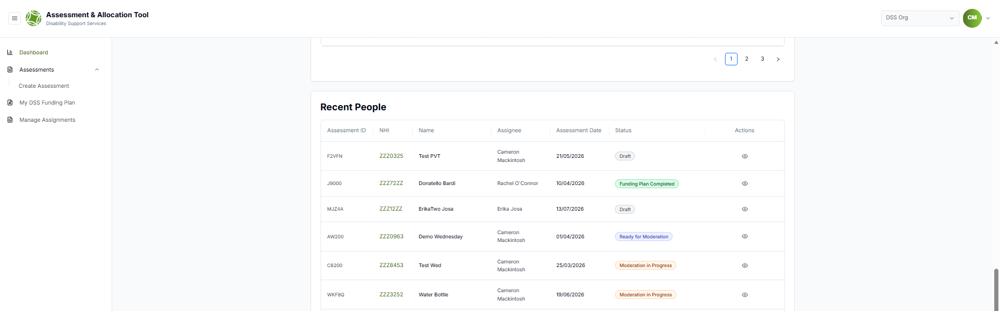 Assessment & Allocation Tool
Disability Support Services
DSS Org
CM
Dashboard
Assessments
Create Assessment
My DSS Funding Plan
Manage Assignments
1 2 3
Recent People
Assessment ID NHI Name Assignee Assessment Date Status Actions
F2VFN ZZZ0325 Test PVT Cameron Mackintosh 21/05/2026 Draft
J9000 ZZZ72ZZ Donatello Bardi Rachel O'Connor 10/04/2026 Funding Plan Completed
MJZ4A ZZZ12ZZ ErikaTwo Josa Erika Josa 13/07/2026 Draft
AW200 ZZZ0963 Demo Wednesday Cameron Mackintosh 01/04/2026 Ready for Moderation
C8200 ZZZ8453 Test Wed Cameron Mackintosh 25/03/2026 Moderation in Progress
WKF8Q ZZZ3252 Water Bottle Cameron Mackintosh 19/06/2026 Moderation in Progress